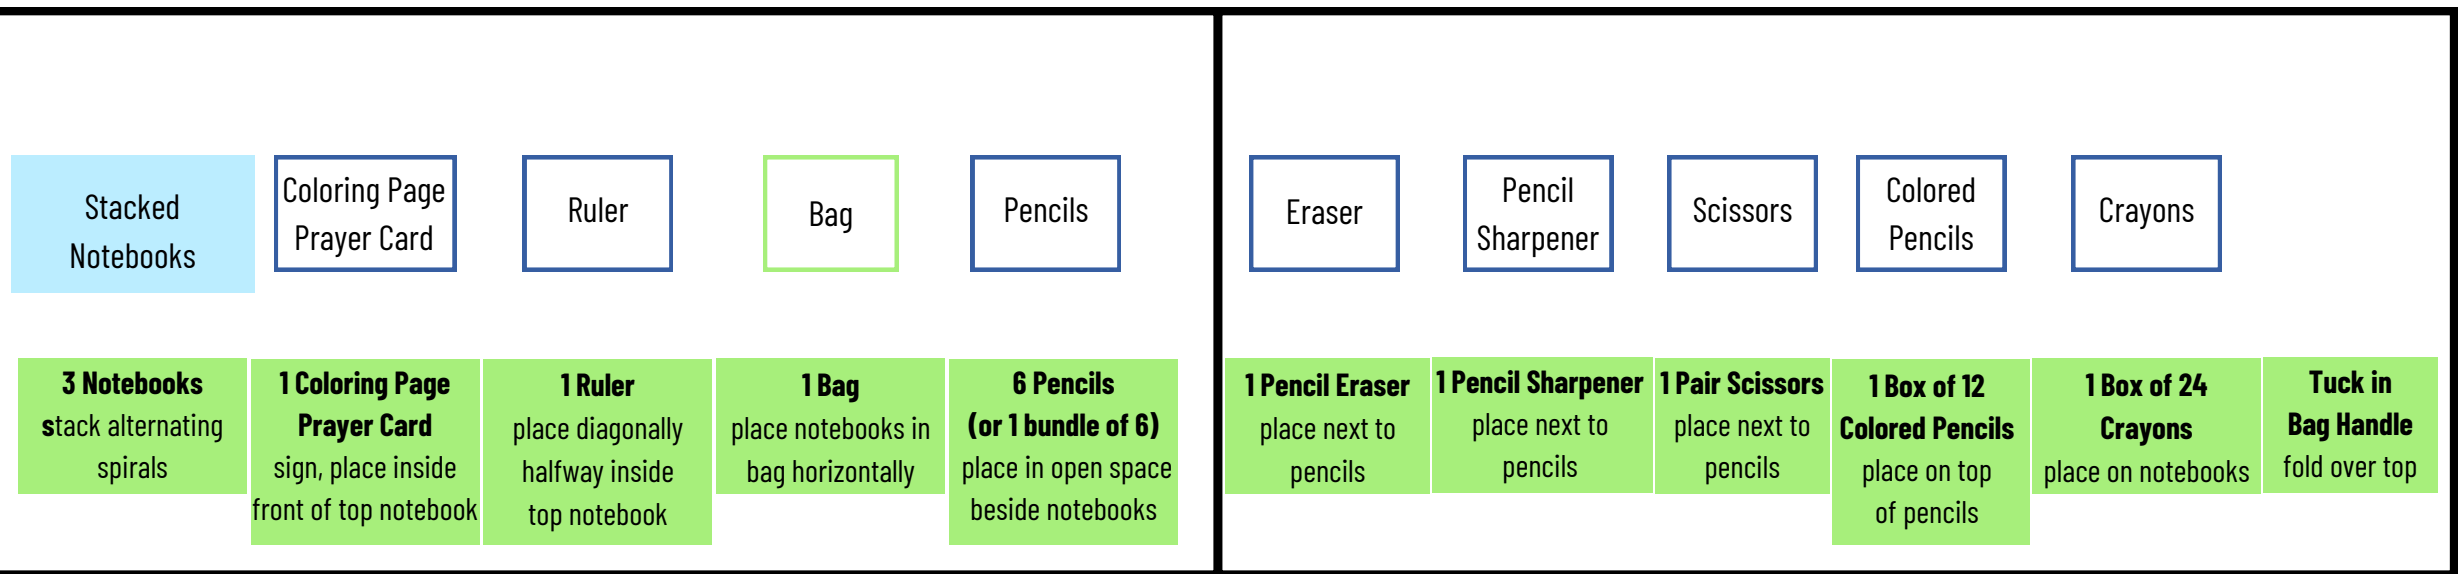 Stacked
Notebooks
Coloring Page
Prayer Card
Ruler
Bag
Pencils
Eraser
Pencil
Sharpener
Scissors
Colored
Pencils
Crayons
3 Notebooks
stack alternating
spirals
1 Coloring Page
Prayer Card
sign, place inside
front of top notebook
1 Ruler
place diagonally
halfway inside
top notebook
1 Bag
place notebooks in
bag horizontally
6 Pencils
(or 1 bundle of 6)
place in open space
beside notebooks
1 Pencil Eraser
place next to
pencils
1 Pencil Sharpener
place next to
pencils
1 Pair Scissors
place next to
pencils
1 Box of 12
Colored Pencils
place on top
of pencils
1 Box of 24
Crayons
place on notebooks
Tuck in
Bag Handle
fold over top